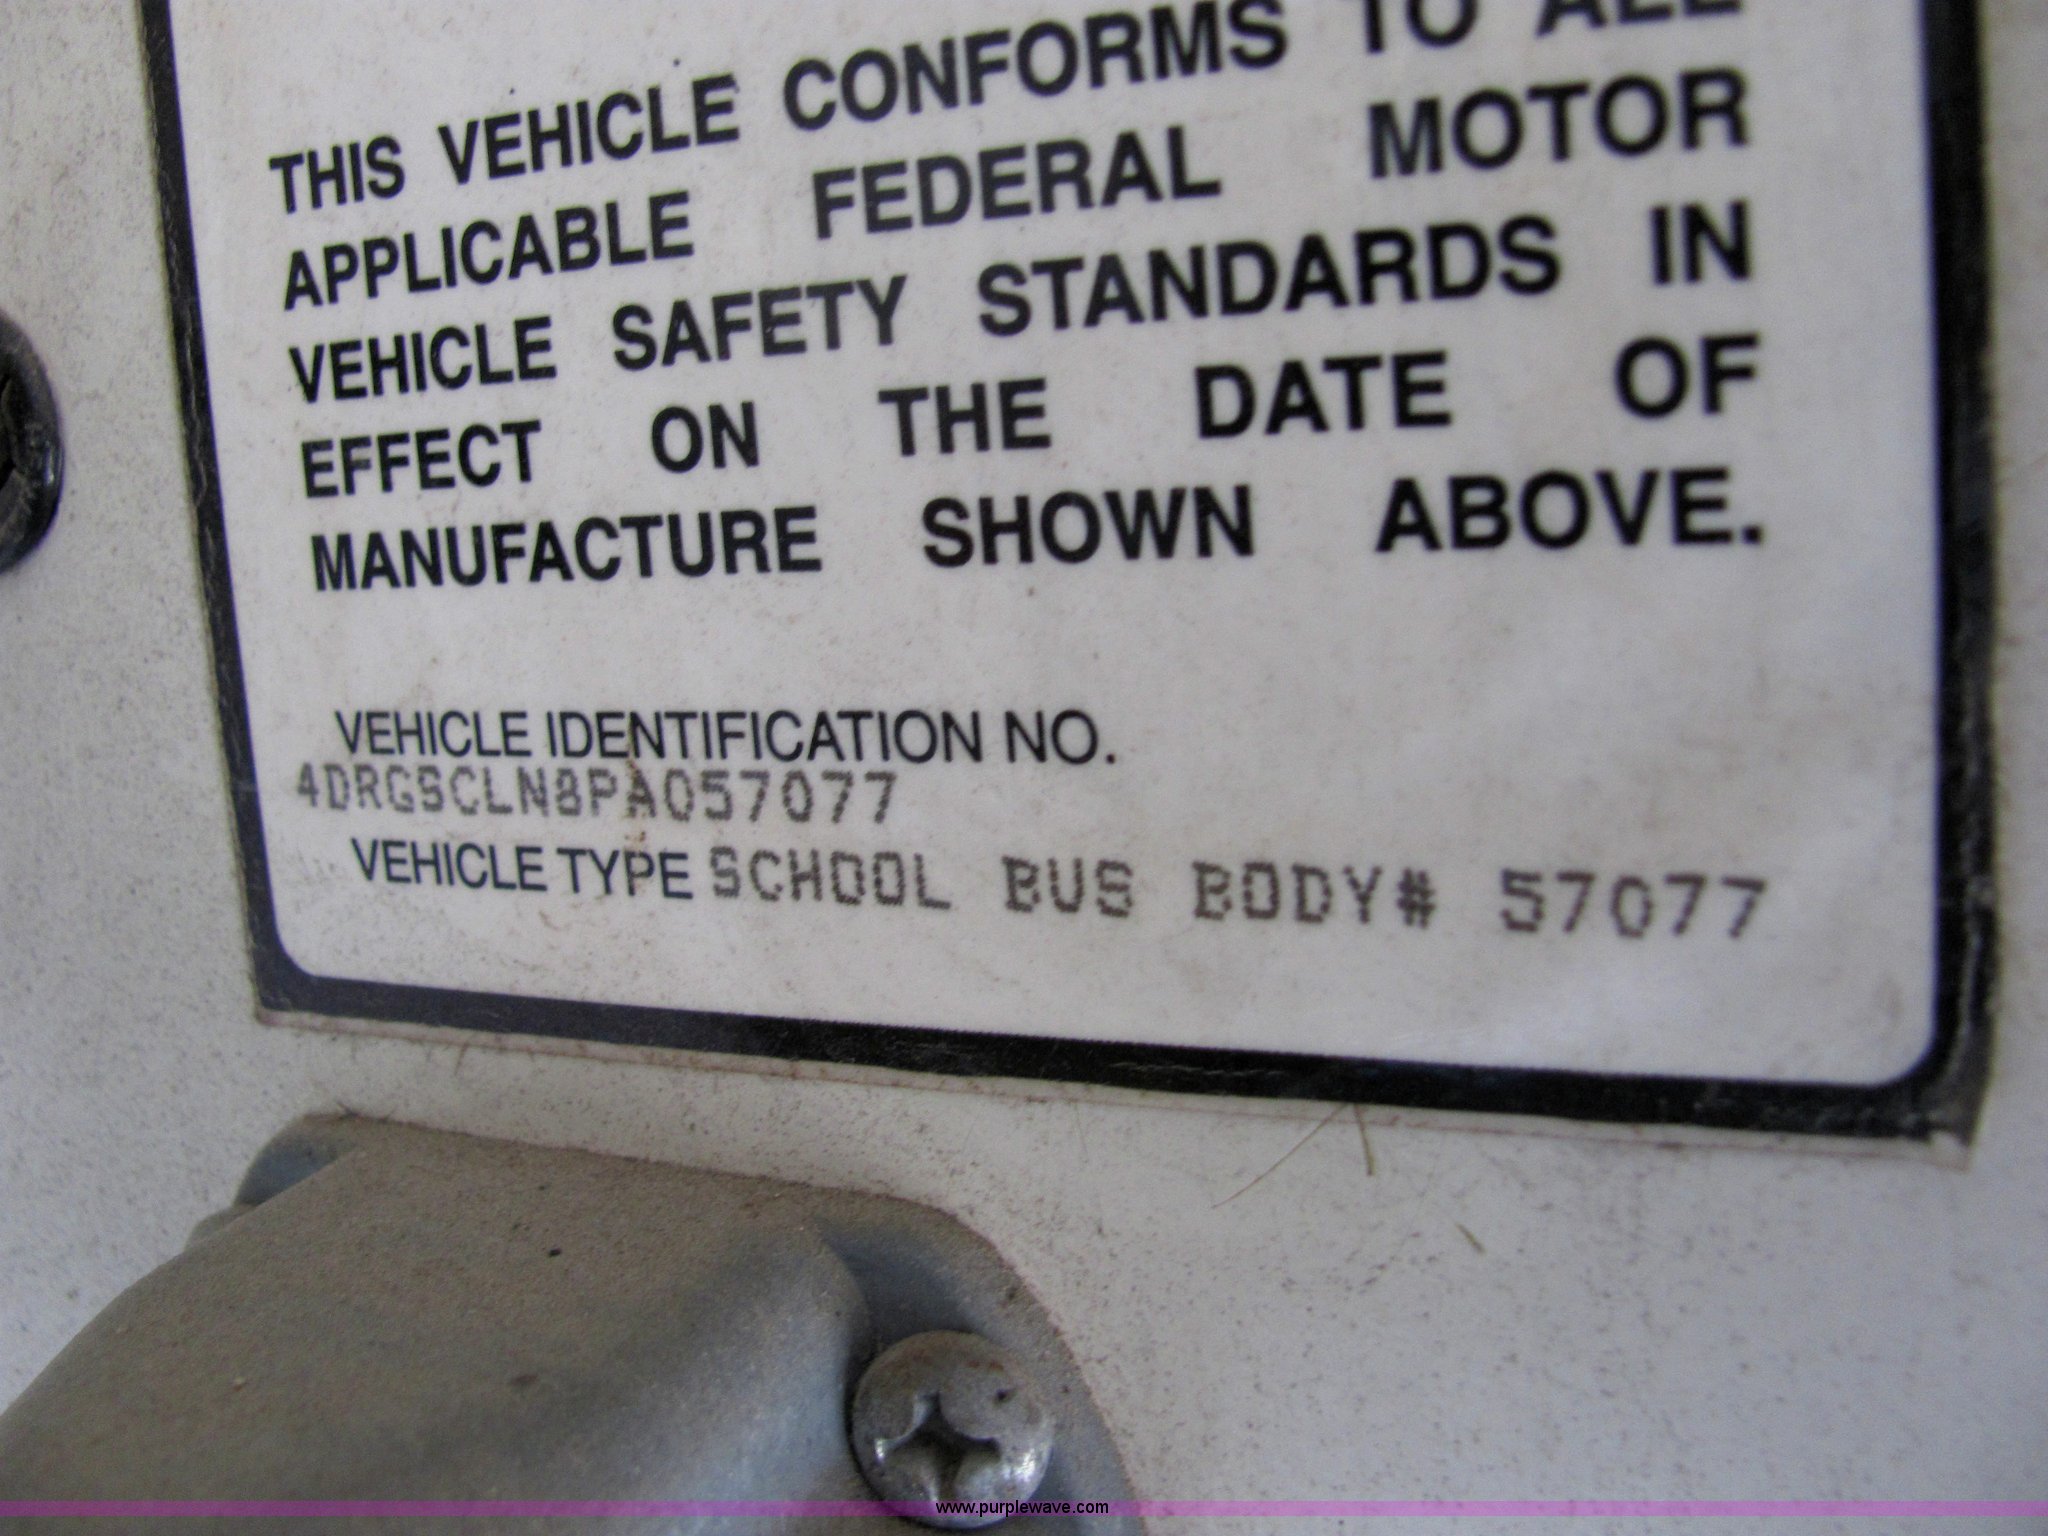 THIS VEHICLE CONFORMS TO ALL
APPLICABLE FEDERAL MOTOR
VEHICLE SAFETY STANDARDS IN
EFFECT ON THE DATE OF
MANUFACTURE SHOWN ABOVE.
VEHICLE IDENTIFICATION NO.
4DRGSCLN8PA057077
VEHICLE TYPE SCHOOL BUS BODY# 57077
www.purplewave.com